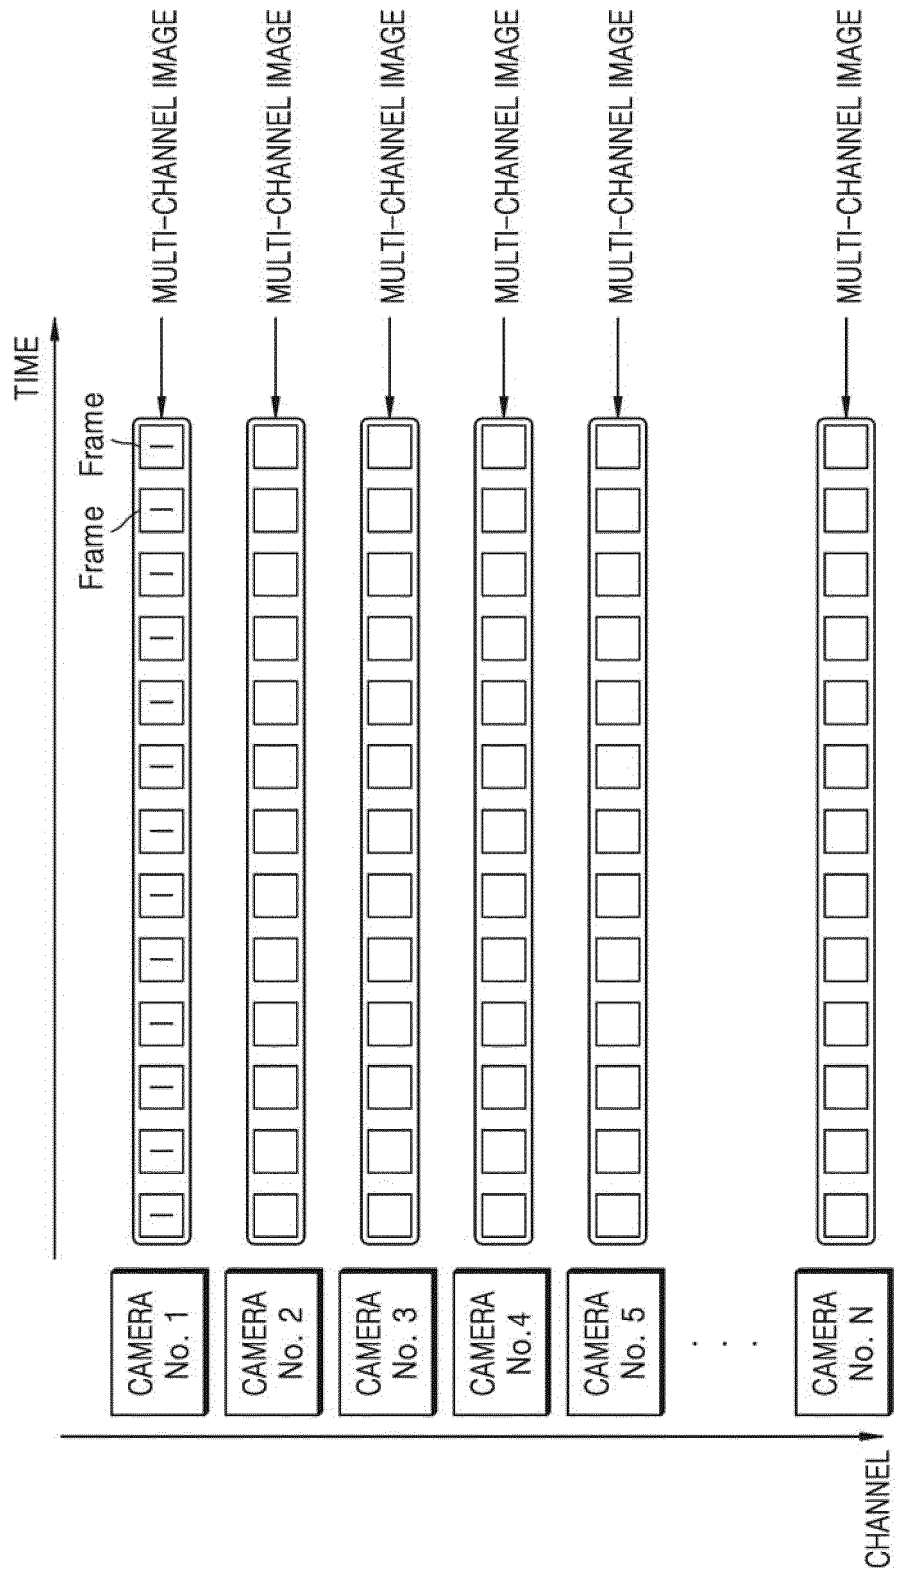 TIME
Frame
Frame
CAMERA
No. 1
MULTI-CHANNEL IMAGE
CAMERA
No. 2
MULTI-CHANNEL IMAGE
CAMERA
No. 3
MULTI-CHANNEL IMAGE
CAMERA
No.4
MULTI-CHANNEL IMAGE
CAMERA
No. 5
MULTI-CHANNEL IMAGE
. . .
CAMERA
No. N
MULTI-CHANNEL IMAGE
CHANNEL